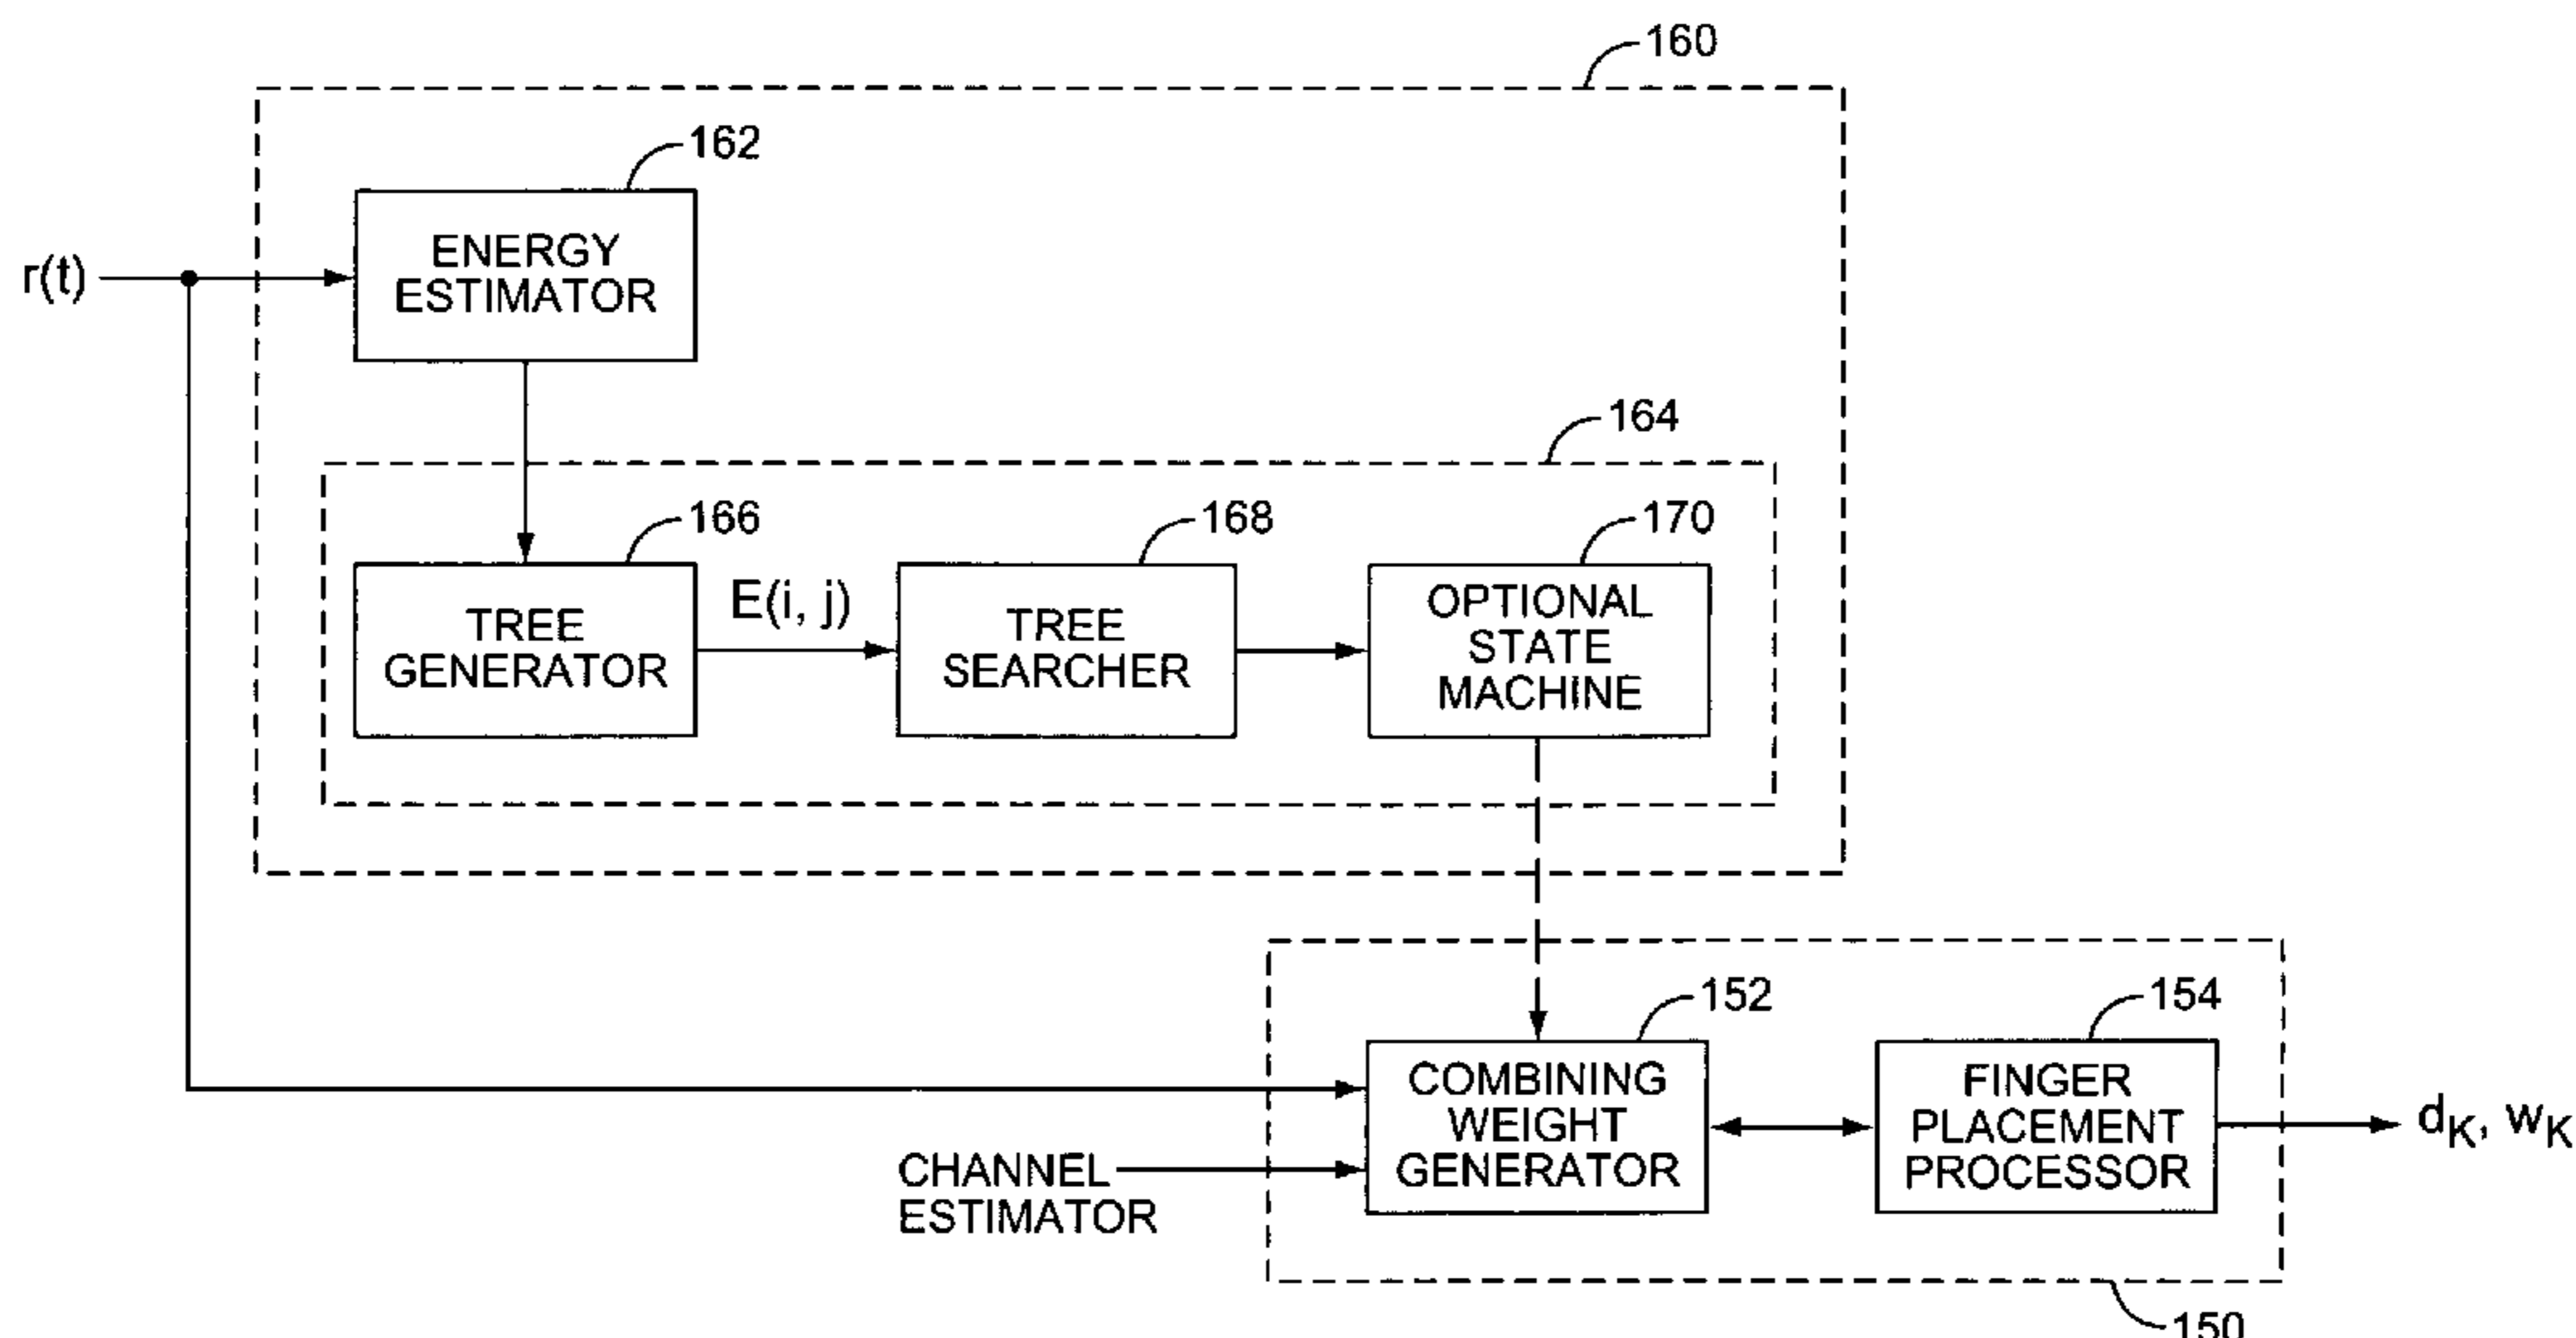 160
162
ENERGY
ESTIMATOR
r(t)
164
166
168
170
TREE
GENERATOR
E(i, j)
TREE
SEARCHER
OPTIONAL
STATE
MACHINE
152
154
COMBINING
WEIGHT
GENERATOR
FINGER
PLACEMENT
PROCESSOR
dK, wK
CHANNEL
ESTIMATOR
150